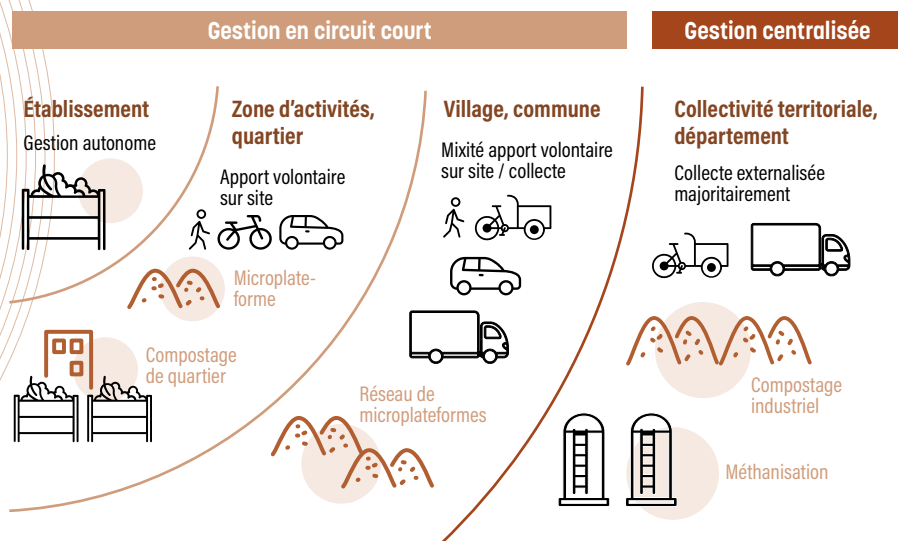 Gestion en circuit court
Gestion centralisée
Établissement
Gestion autonome
Zone d’activités,
quartier
Apport volontaire
sur site
Microplate-
forme
Compostage
de quartier
Village, commune
Mixité apport volontaire
sur site / collecte
Réseau de
microplateformes
Collectivité territoriale,
département
Collecte externalisée
majoritairement
Compostage
industriel
Méthanisation